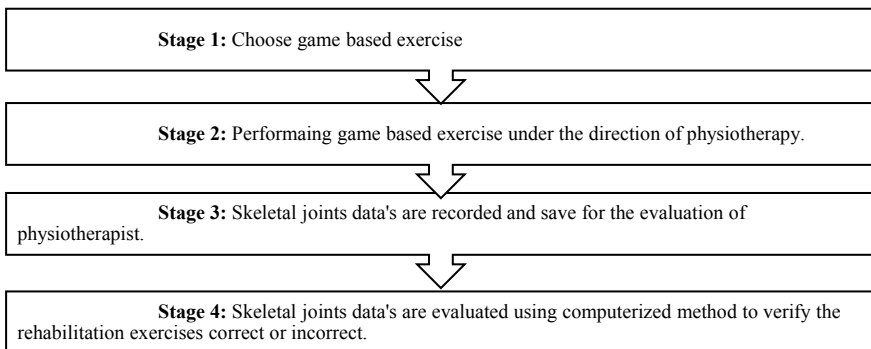 Stage 1: Choose game based exercise
Stage 2: Performaing game based exercise under the direction of physiotherapy.
Stage 3: Skeletal joints data's are recorded and save for the evaluation of
physiotherapist.
Stage 4: Skeletal joints data's are evaluated using computerized method to verify the
rehabilitation exercises correct or incorrect.